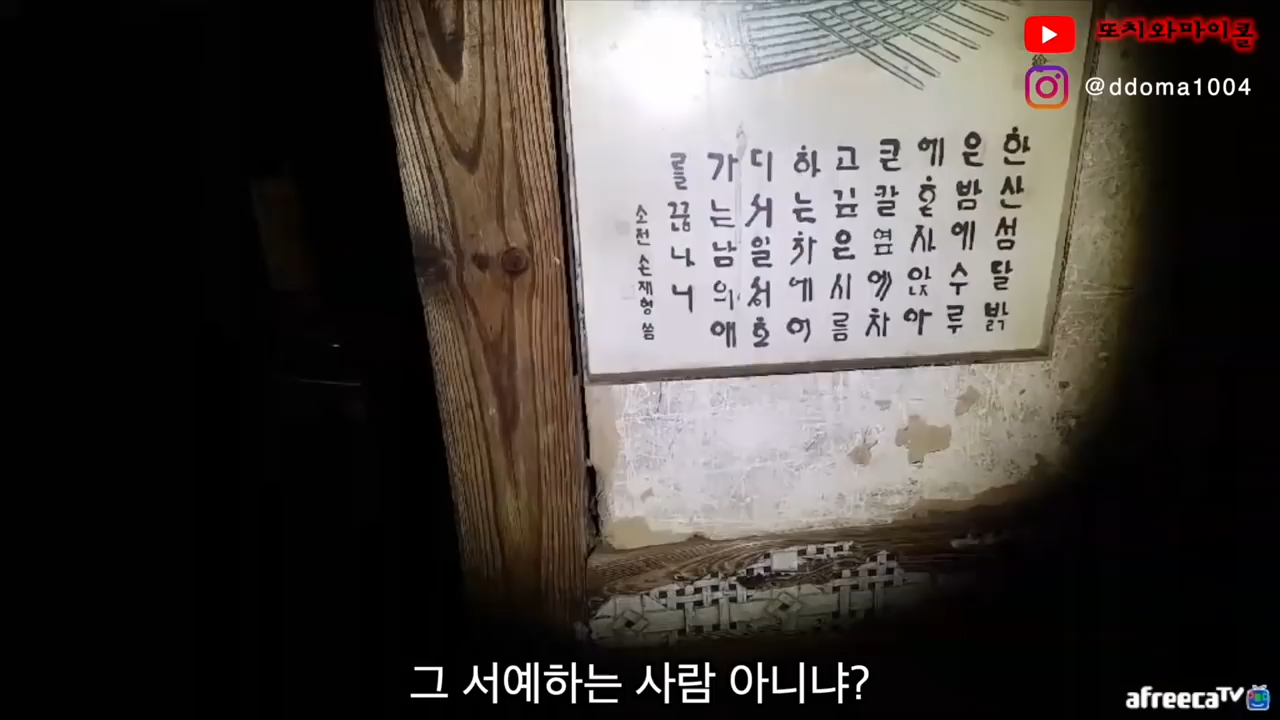 또치와마이콜
@ddoma1004
한산섬달밝
은밤에수루
에혼자앉아
큰칼옆에차
고깊은시름
하는차에어
디서일성호
가는남의애
를끊나니
소전손재형씀
그 서예하는 사람 아니냐?
afreecaTV